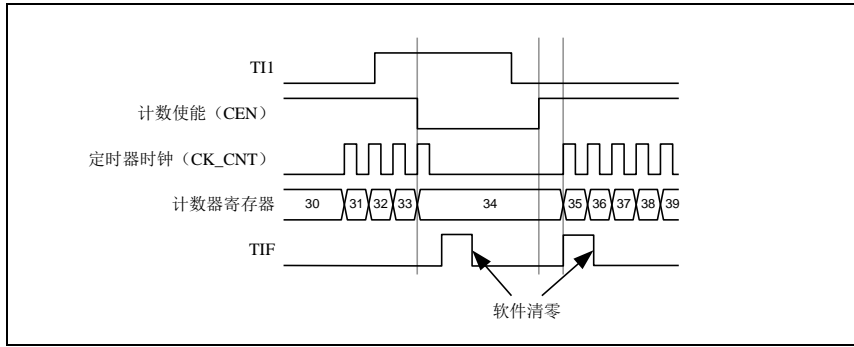 TI1
计数使能（CEN）
定时器时钟（CK_CNT）
计数器寄存器 30 31 32 33 34 35 36 37 38 39
TIF
软件清零